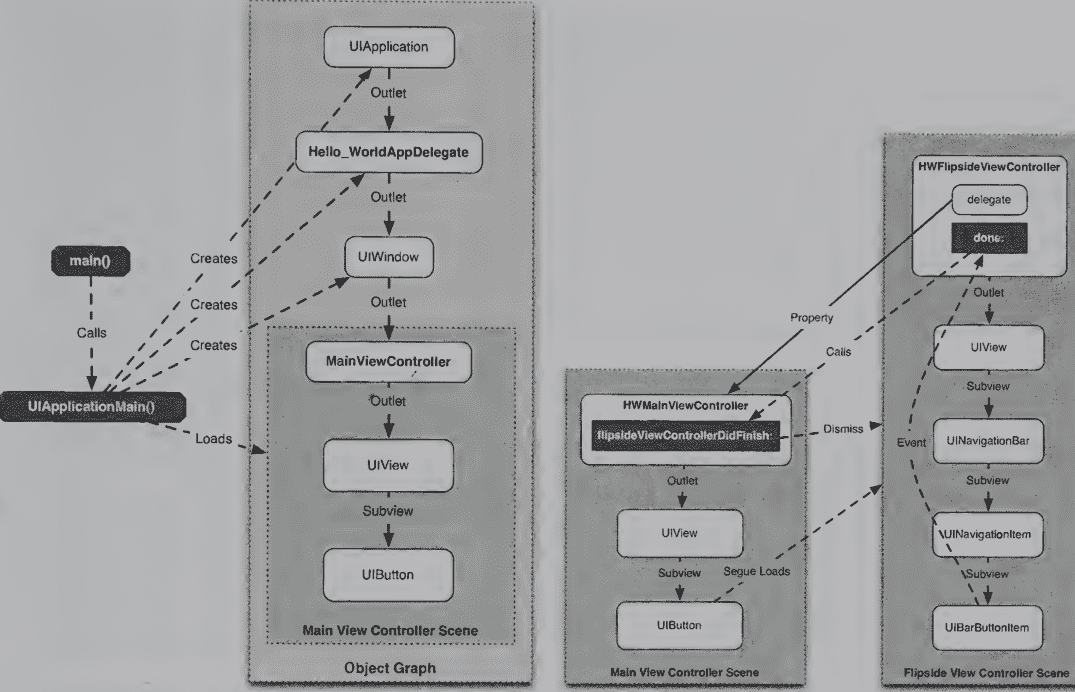 main()
Calls
UIApplicationMain()
Creates
Creates
Creates
Loads
UIApplication
Outlet
Hello_WorldAppDelegate
Outlet
UIWindow
Outlet
MainViewController
Outlet
UIView
Subview
UIButton
Main View Controller Scene
Object Graph
HWMainViewController
flipsideViewControllerDidFinish:
Outlet
UIView
Subview
UIButton
Main View Controller Scene
Property
Calls
Dismiss
Segue Loads
HWFlipsideViewController
delegate
done:
Outlet
UIView
Subview
UINavigationBar
Event
Subview
UINavigationItem
Subview
UIBarButtonItem
Flipside View Controller Scene